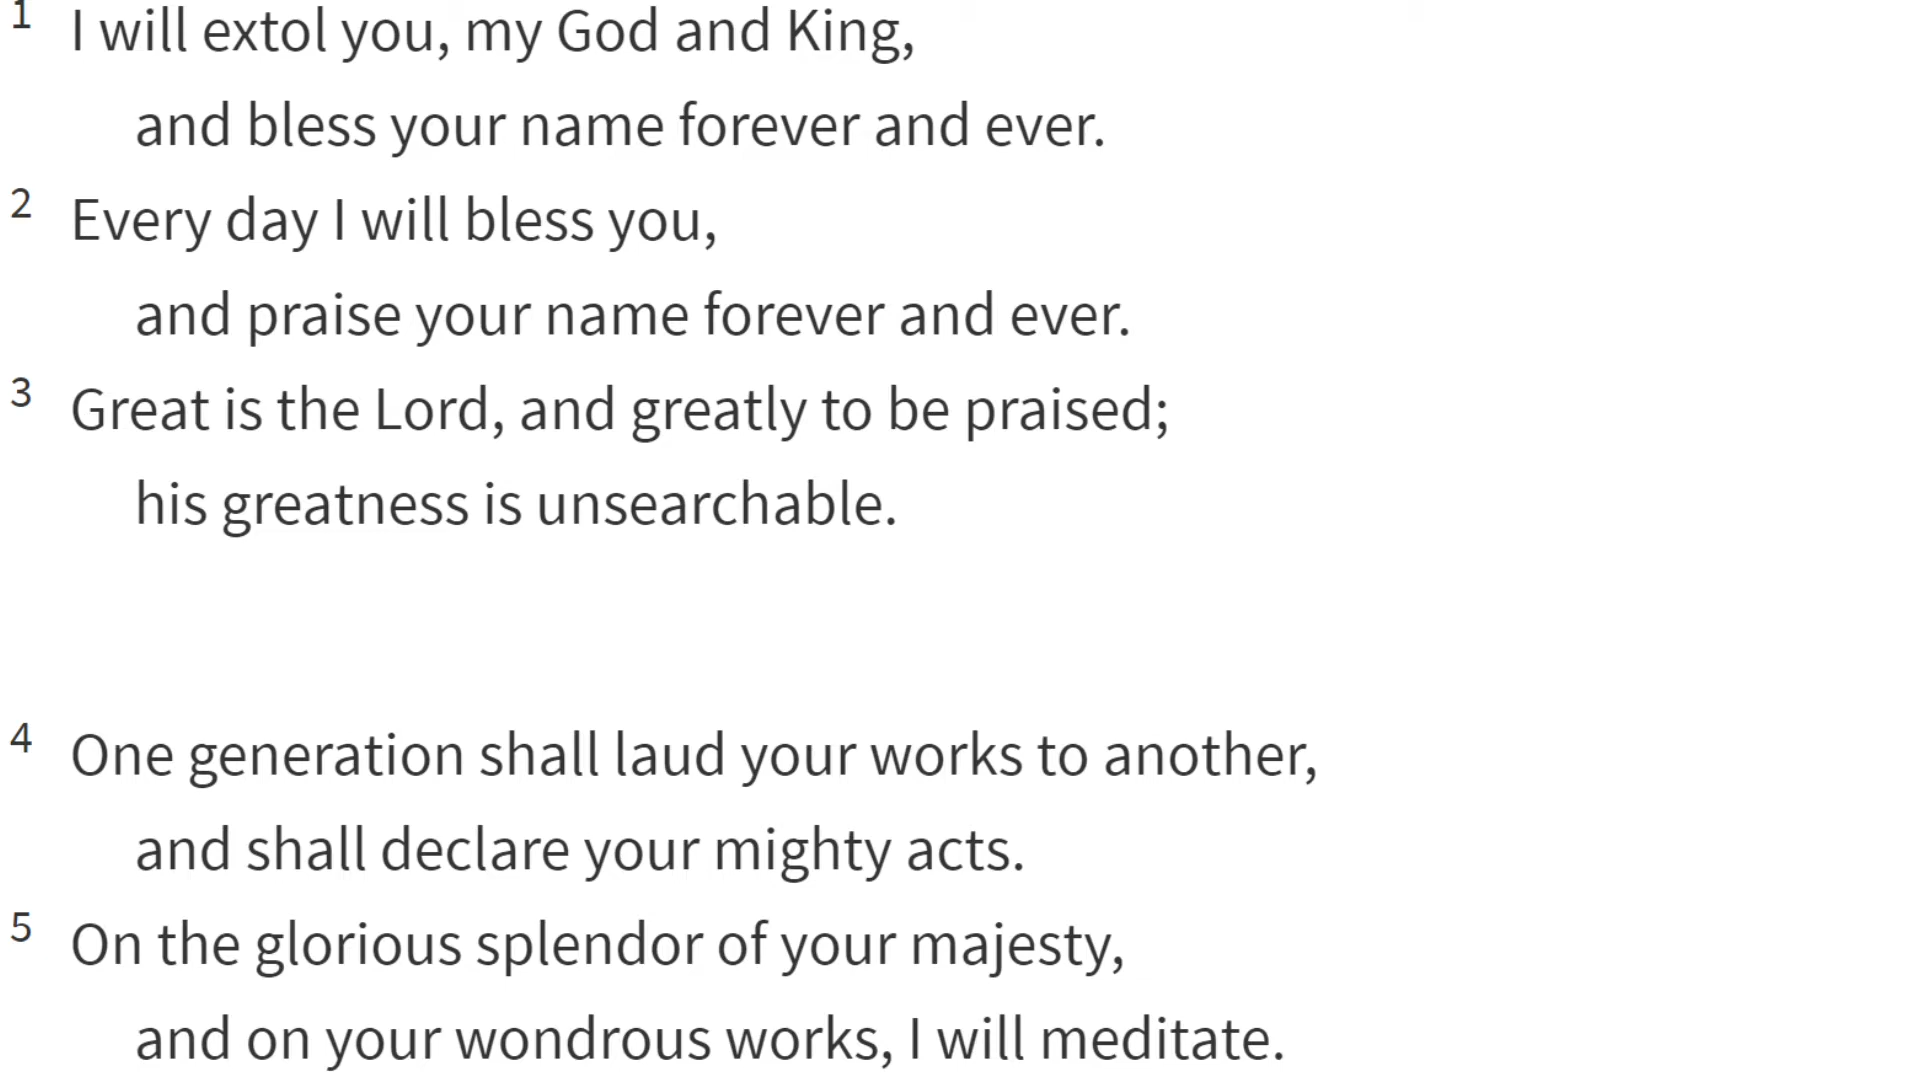 1 I will extol you, my God and King,
and bless your name forever and ever.
2 Every day I will bless you,
and praise your name forever and ever.
3 Great is the Lord, and greatly to be praised;
his greatness is unsearchable.
4 One generation shall laud your works to another,
and shall declare your mighty acts.
5 On the glorious splendor of your majesty,
and on your wondrous works, I will meditate.